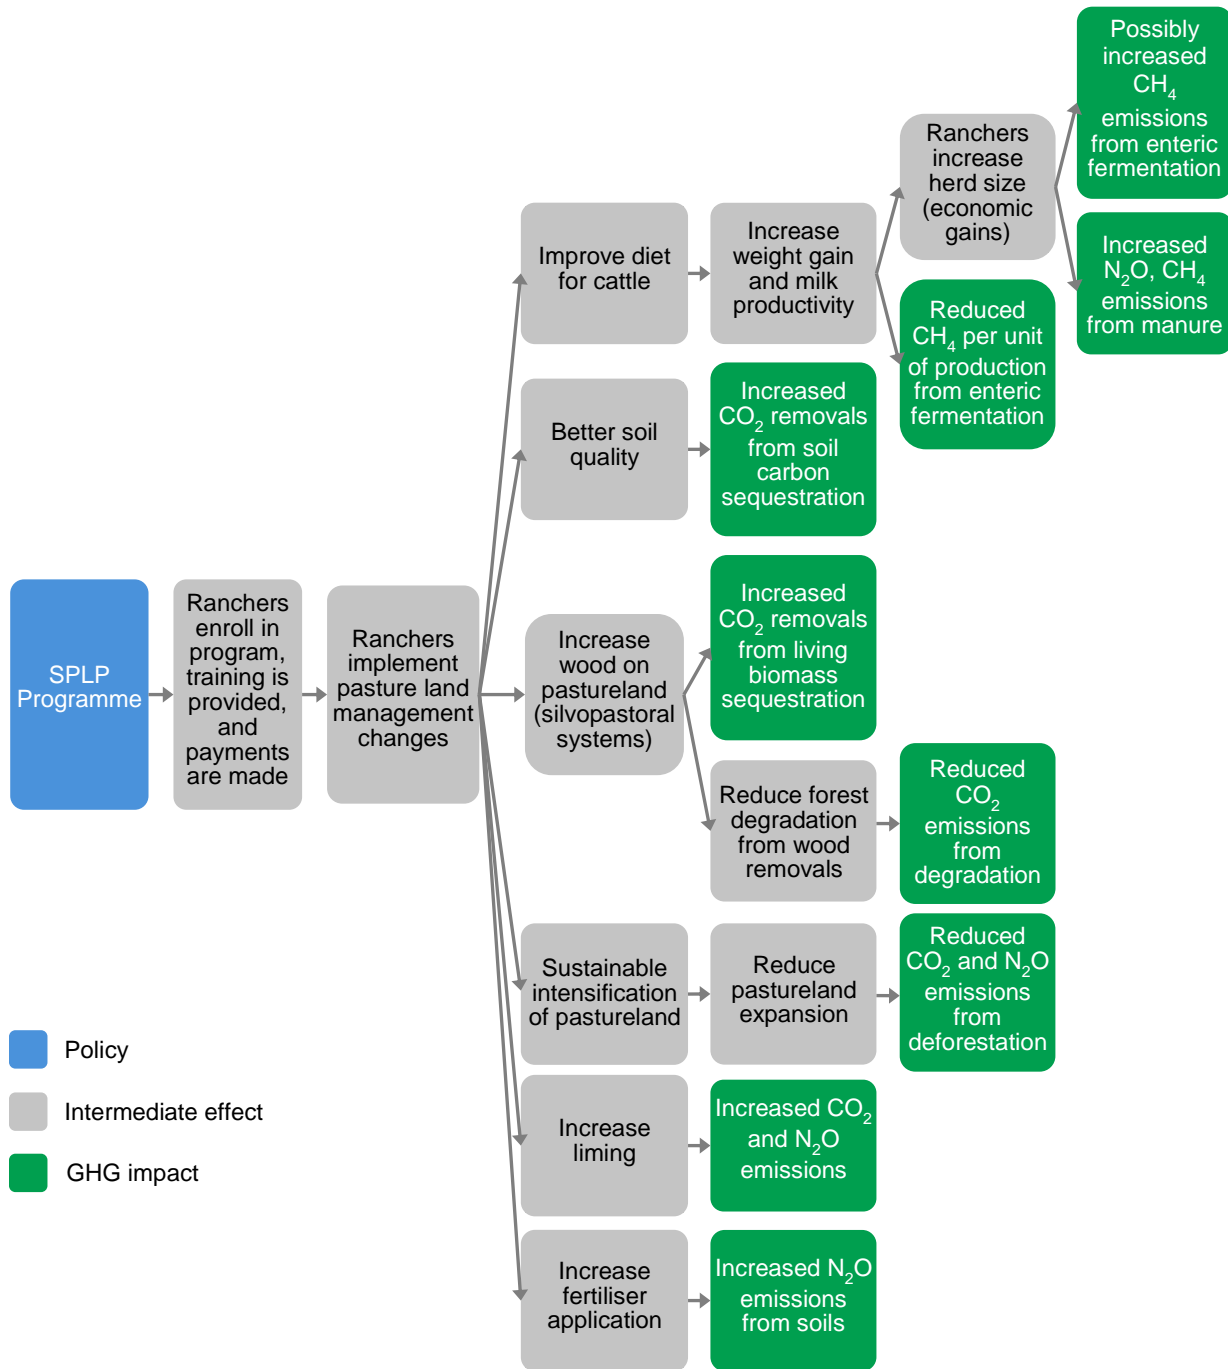 SPLP
Programme
Ranchers
enroll in
program,
training is
provided,
and
payments
are made
Ranchers
implement
pasture land
management
changes
Improve diet
for cattle
Increase
weight gain
and milk
productivity
Ranchers
increase
herd size
(economic
gains)
Possibly
increased
CH₄
emissions
from enteric
fermentation
Increased
N₂O, CH₄
emissions
from manure
Reduced
CH₄ per unit
of production
from enteric
fermentation
Better soil
quality
Increased
CO₂ removals
from soil
carbon
sequestration
Increase
wood on
pastureland
(silvopastoral
systems)
Increased
CO₂ removals
from living
biomass
sequestration
Reduce forest
degradation
from wood
removals
Reduced
CO₂
emissions
from
degradation
Sustainable
intensification
of pastureland
Reduce
pastureland
expansion
Reduced
CO₂ and N₂O
emissions
from
deforestation
Increase
liming
Increased CO₂
and N₂O
emissions
Increase
fertiliser
application
Increased N₂O
emissions
from soils
Policy
Intermediate effect
GHG impact